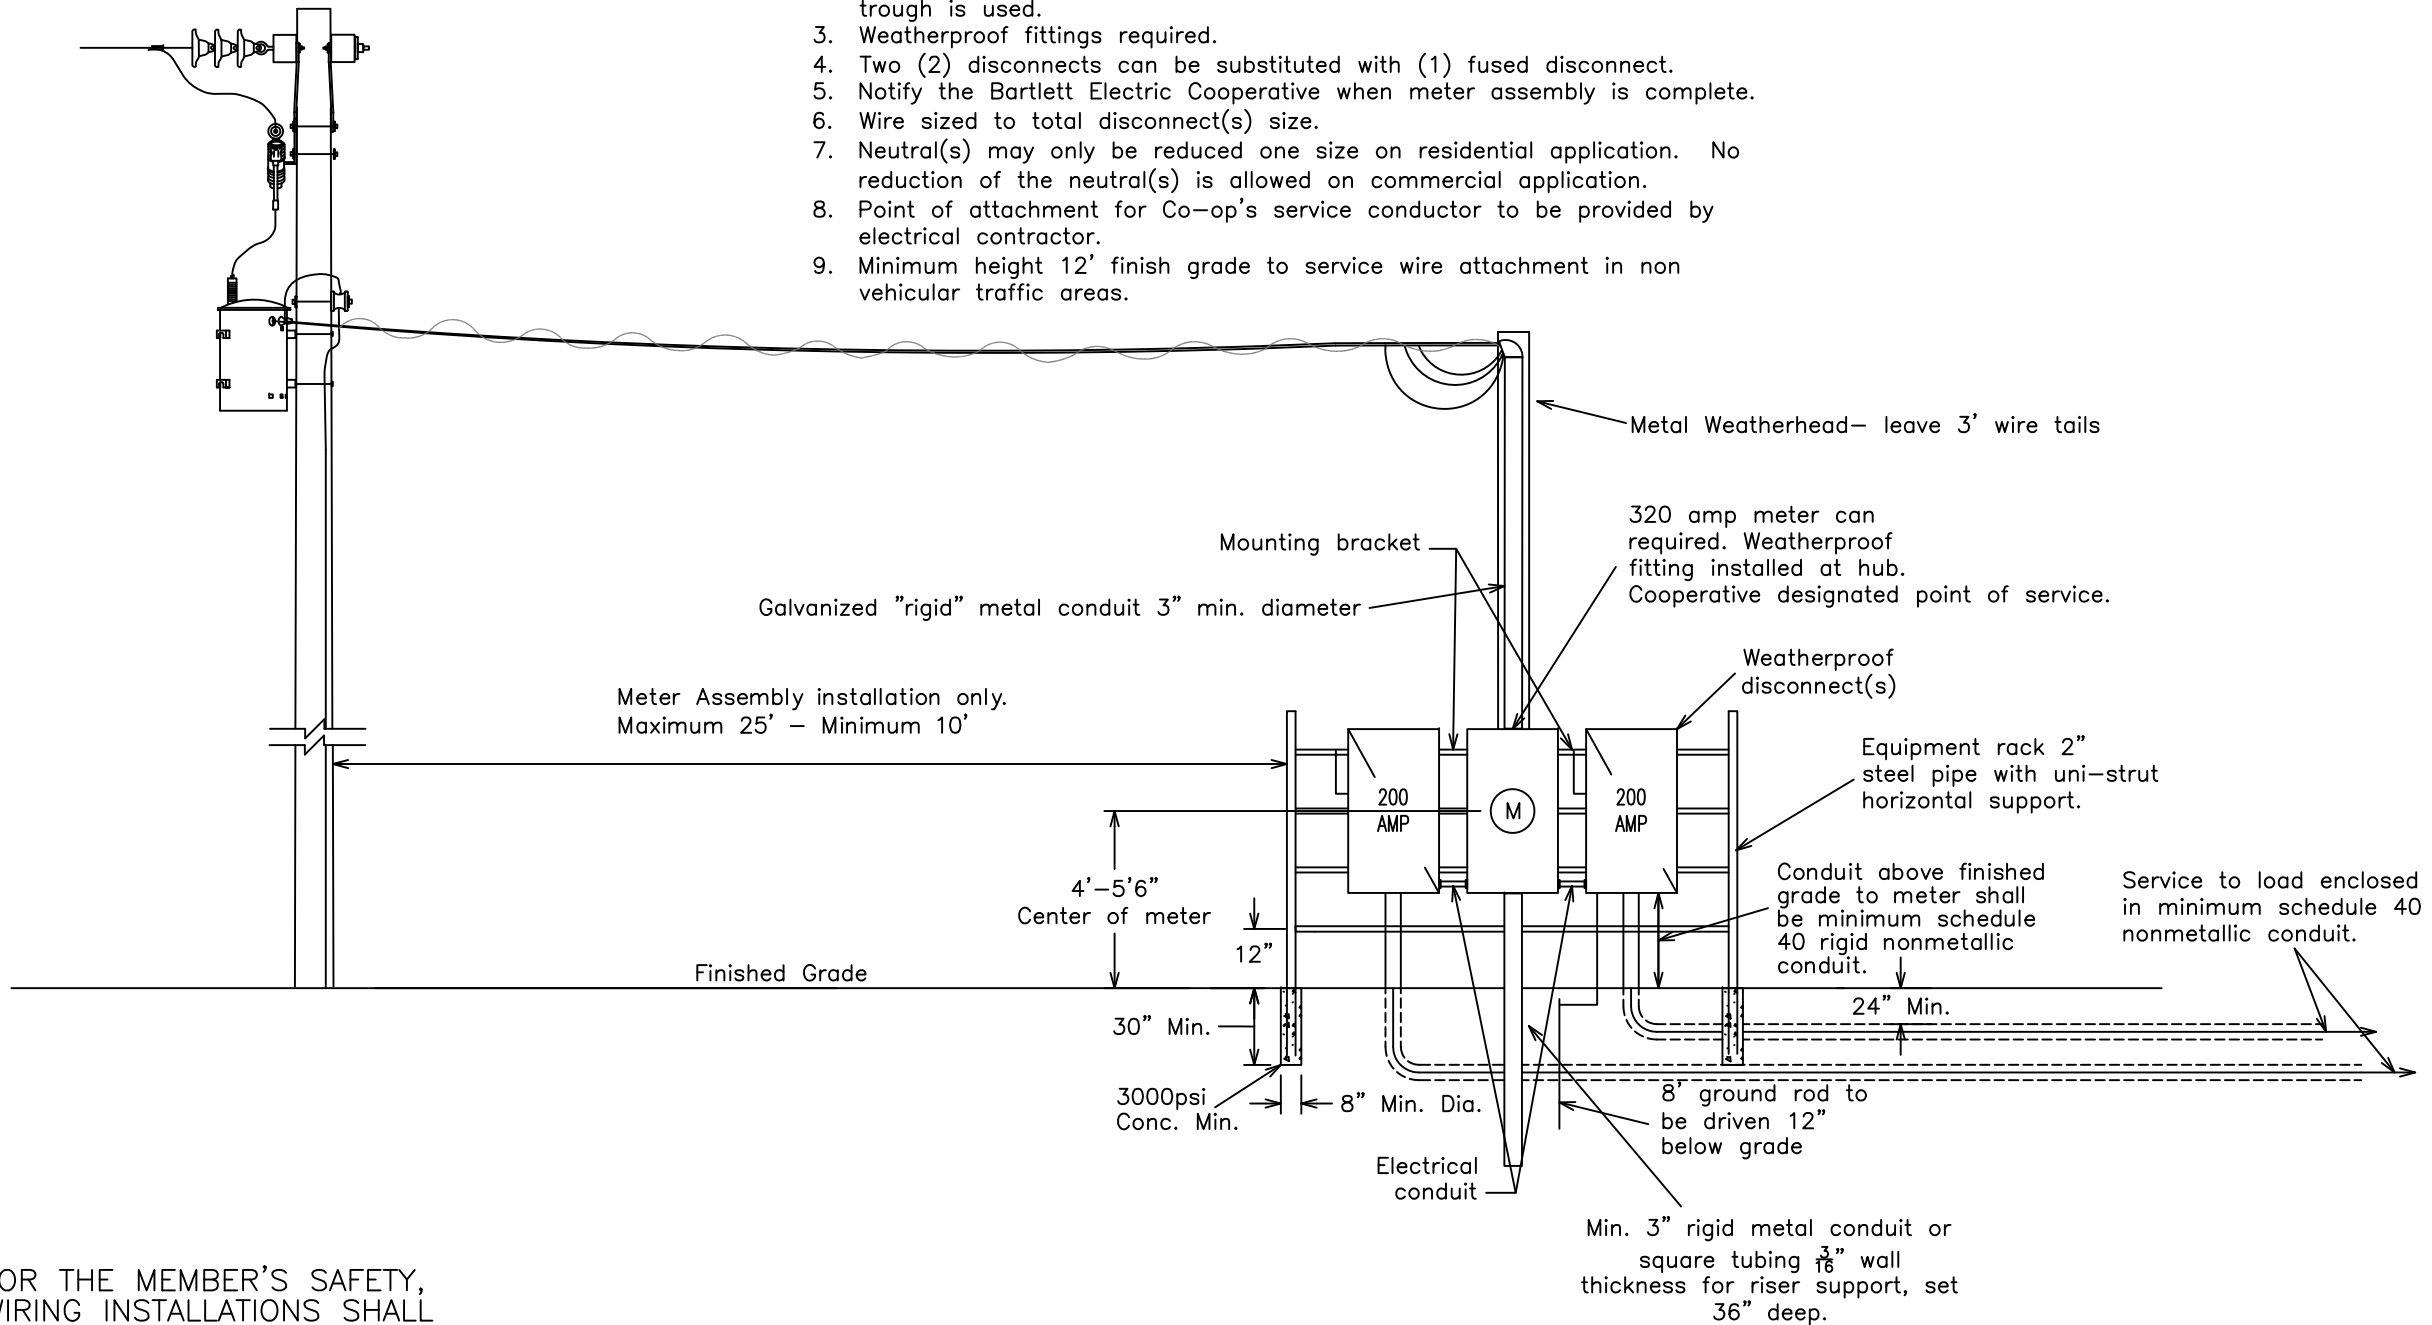 trough is used.
3. Weatherproof fittings required.
4. Two (2) disconnects can be substituted with (1) fused disconnect.
5. Notify the Bartlett Electric Cooperative when meter assembly is complete.
6. Wire sized to total disconnect(s) size.
7. Neutral(s) may only be reduced one size on residential application. No
reduction of the neutral(s) is allowed on commercial application.
8. Point of attachment for Co-op's service conductor to be provided by
electrical contractor.
9. Minimum height 12' finish grade to service wire attachment in non
vehicular traffic areas.
Metal Weatherhead- leave 3' wire tails
320 amp meter can
required. Weatherproof
fitting installed at hub.
Cooperative designated point of service.
Mounting bracket
Galvanized "rigid" metal conduit 3" min. diameter
Weatherproof
disconnect(s)
Meter Assembly installation only.
Maximum 25' - Minimum 10'
Equipment rack 2"
steel pipe with uni-strut
horizontal support.
200
AMP
M
200
AMP
4'-5'6"
Center of meter
12"
Conduit above finished
grade to meter shall
be minimum schedule
40 rigid nonmetallic
conduit.
Service to load enclosed
in minimum schedule 40
nonmetallic conduit.
Finished Grade
24" Min.
30" Min.
3000psi
Conc. Min.
8" Min. Dia.
8' ground rod to
be driven 12"
below grade
Electrical
conduit
Min. 3" rigid metal conduit or
square tubing 3/16" wall
thickness for riser support, set
36" deep.
OR THE MEMBER'S SAFETY,
WIRING INSTALLATIONS SHALL